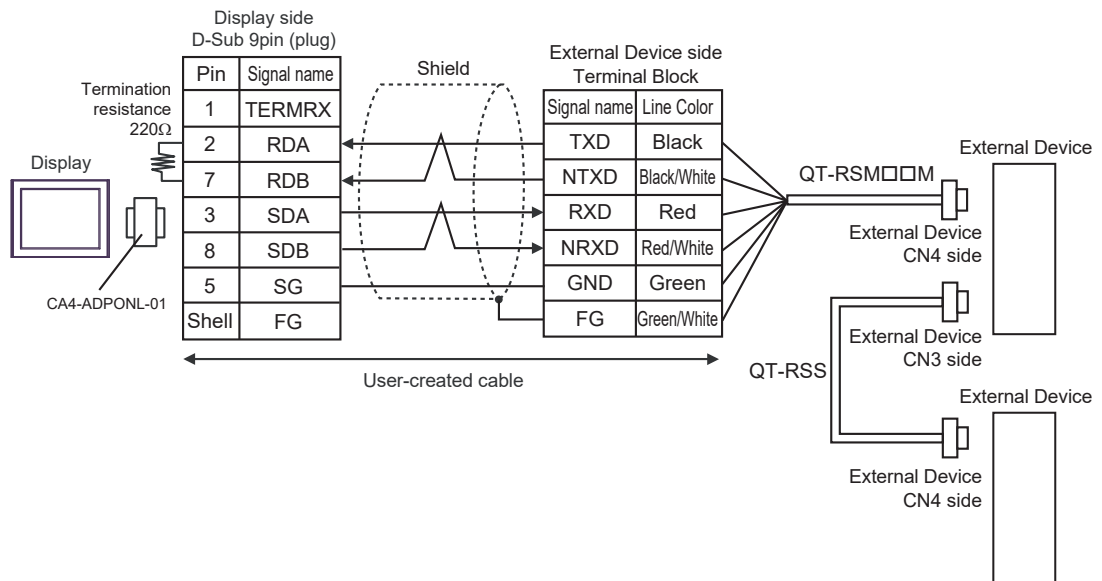 Display side
D-Sub 9pin (plug)
Pin Signal name
1 TERMRX
2 RDA
7 RDB
3 SDA
8 SDB
5 SG
Shell FG
Termination
resistance
220Ω
Display
CA4-ADPONL-01
Shield
External Device side
Terminal Block
Signal name Line Color
TXD Black
NTXD Black/White
RXD Red
NRXD Red/White
GND Green
FG Green/White
User-created cable
QT-RSM□□M
External Device
External Device
CN4 side
External Device
CN3 side
QT-RSS
External Device
External Device
CN4 side